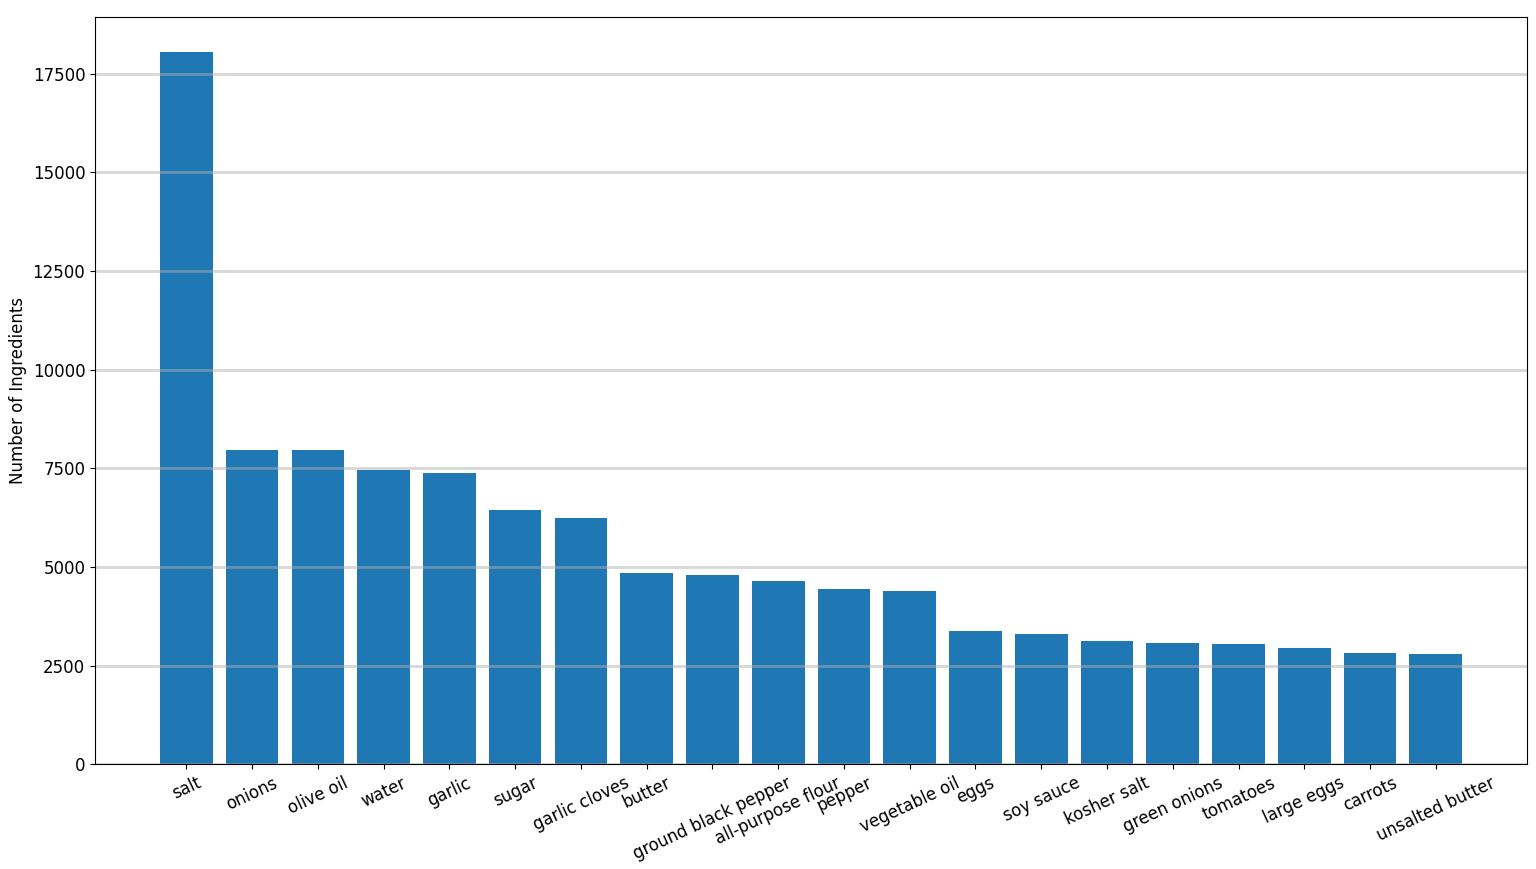 17500
15000
12500
10000
7500
5000
2500
0
Number of Ingredients
salt
onions
olive oil
water
garlic
sugar
garlic cloves
butter
ground black pepper
all-purpose flour
pepper
vegetable oil
eggs
soy sauce
kosher salt
green onions
tomatoes
large eggs
carrots
unsalted butter